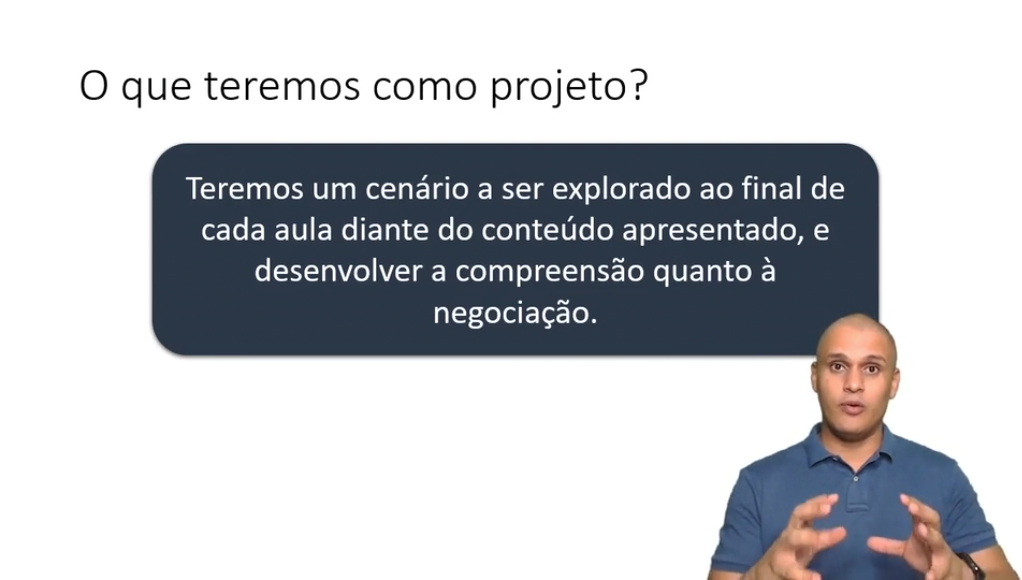 O que teremos como projeto?
Teremos um cenário a ser explorado ao final de
cada aula diante do conteúdo apresentado, e
desenvolver a compreensão quanto à
negociação.